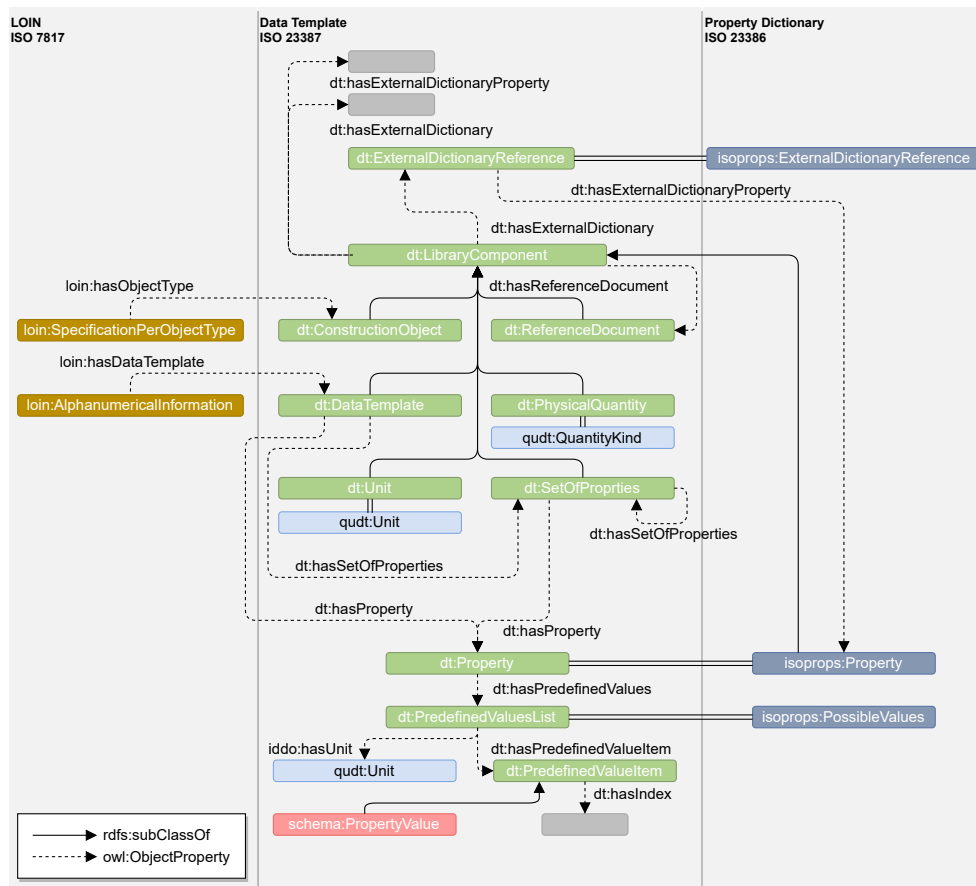 LOIN
ISO 7817
Data Template
ISO 23387
Property Dictionary
ISO 23386
dt:hasExternalDictionaryProperty
dt:hasExternalDictionary
dt:ExternalDictionaryReference
isoprops:ExternalDictionaryReference
dt:hasExternalDictionaryProperty
dt:hasExternalDictionary
dt:LibraryComponent
loin:hasObjectType
dt:hasReferenceDocument
loin:SpecificationPerObjectType
dt:ConstructionObject
dt:ReferenceDocument
loin:hasDataTemplate
loin:AlphanumericalInformation
dt:DataTemplate
dt:PhysicalQuantity
qudt:QuantityKind
dt:Unit
dt:SetOfProprties
qudt:Unit
dt:hasSetOfProperties
dt:hasSetOfProperties
dt:hasProperty
dt:hasProperty
dt:Property
isoprops:Property
dt:hasPredefinedValues
dt:PredefinedValuesList
isoprops:PossibleValues
iddo:hasUnit
dt:hasPredefinedValueItem
qudt:Unit
dt:PredefinedValueItem
dt:hasIndex
schema:PropertyValue
rdfs:subClassOf
owl:ObjectProperty